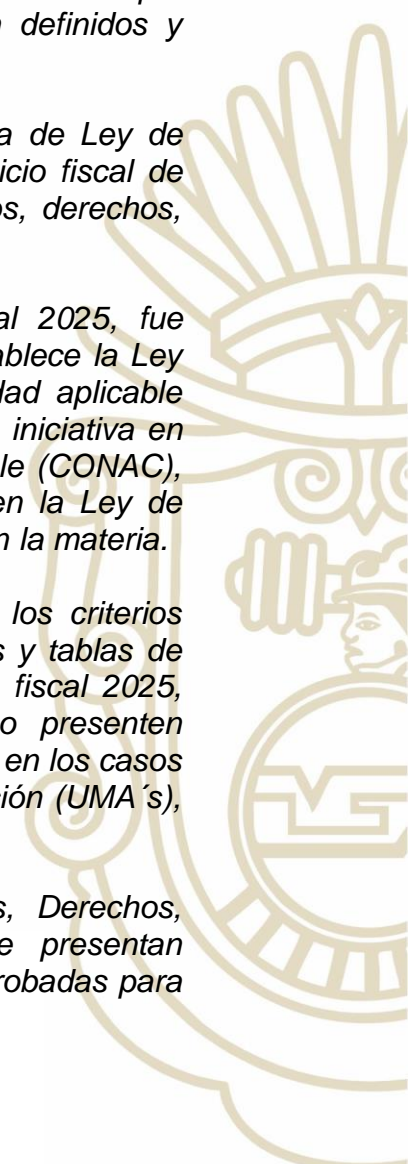 definidos y
a de Ley de
icio fiscal de
os, derechos,
al 2025, fue
ablece la Ley
dad aplicable
iniciativa en
le (CONAC),
en la Ley de
n la materia.
los criterios
s y tablas de
fiscal 2025,
o presenten
en los casos
ción (UMA´s),
s, Derechos,
e presentan
robadas para